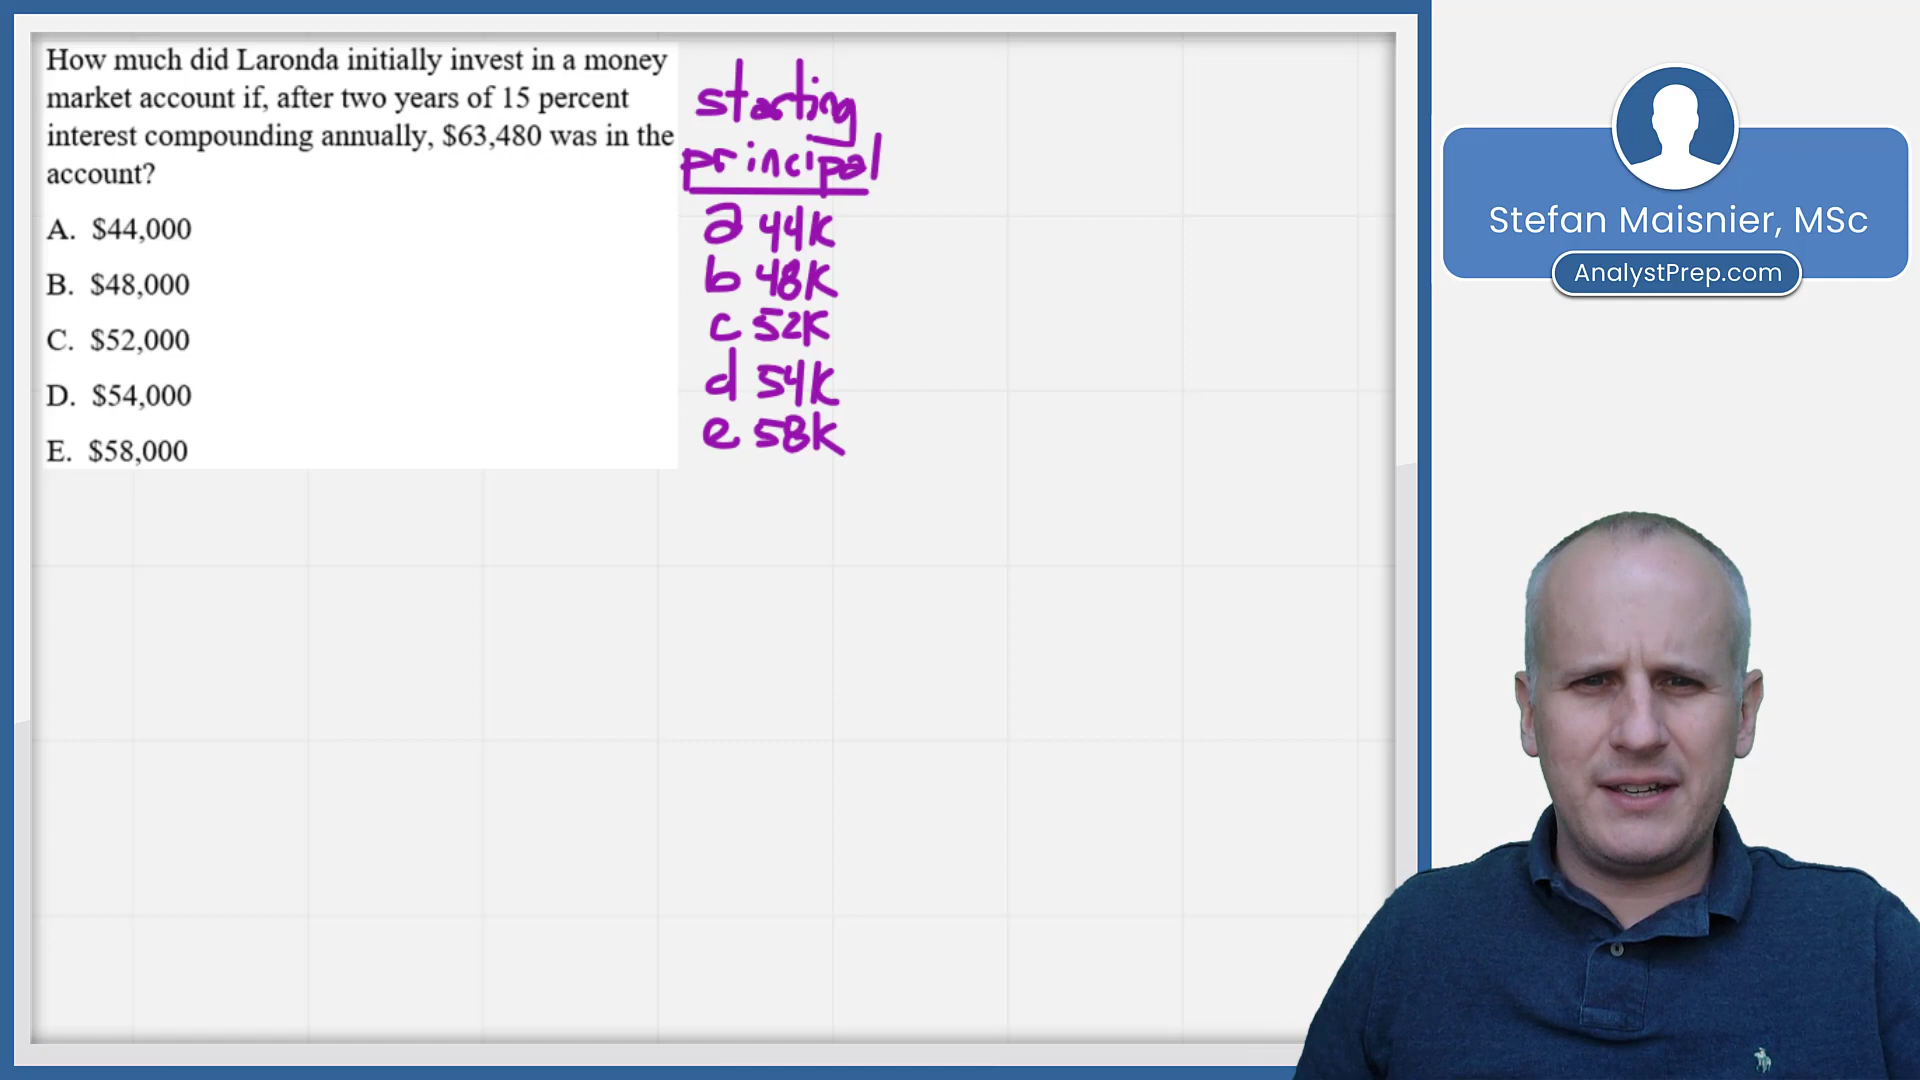 How much did Laronda initially invest in a money
market account if, after two years of 15 percent
interest compounding annually, $63,480 was in the
account?
A. $44,000
B. $48,000
C. $52,000
D. $54,000
E. $58,000
starting
principal
a 44K
b 48K
c 52K
d 54K
e 58K
Stefan Maisnier, MSc
AnalystPrep.com